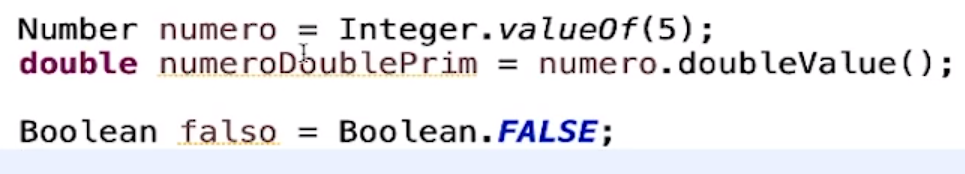 Number numero = Integer.valueOf(5);
double numeroDoublePrim = numero.doubleValue();
Boolean falso = Boolean.FALSE;